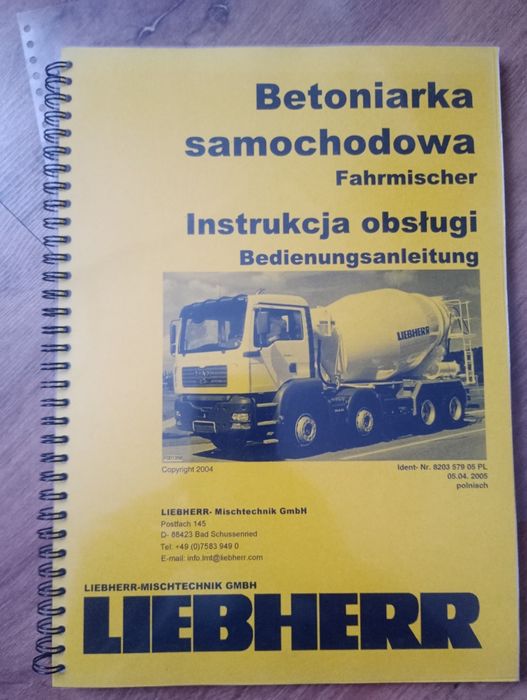 Betoniarka
samochodowa
Fahrmischer
Instrukcja obsługi
Bedienungsanleitung
LIEBHERR
Copyright 2004
Ident- Nr. 8203 579 05 PL
05.04. 2005
polnisch
LIEBHERR- Mischtechnik GmbH
Postfach 145
D- 88423 Bad Schussenried
Tel: +49 (0)7583 949 0
E-mail: info.lmt@liebherr.com
LIEBHERR-MISCHTECHNIK GMBH
LIEBHERR